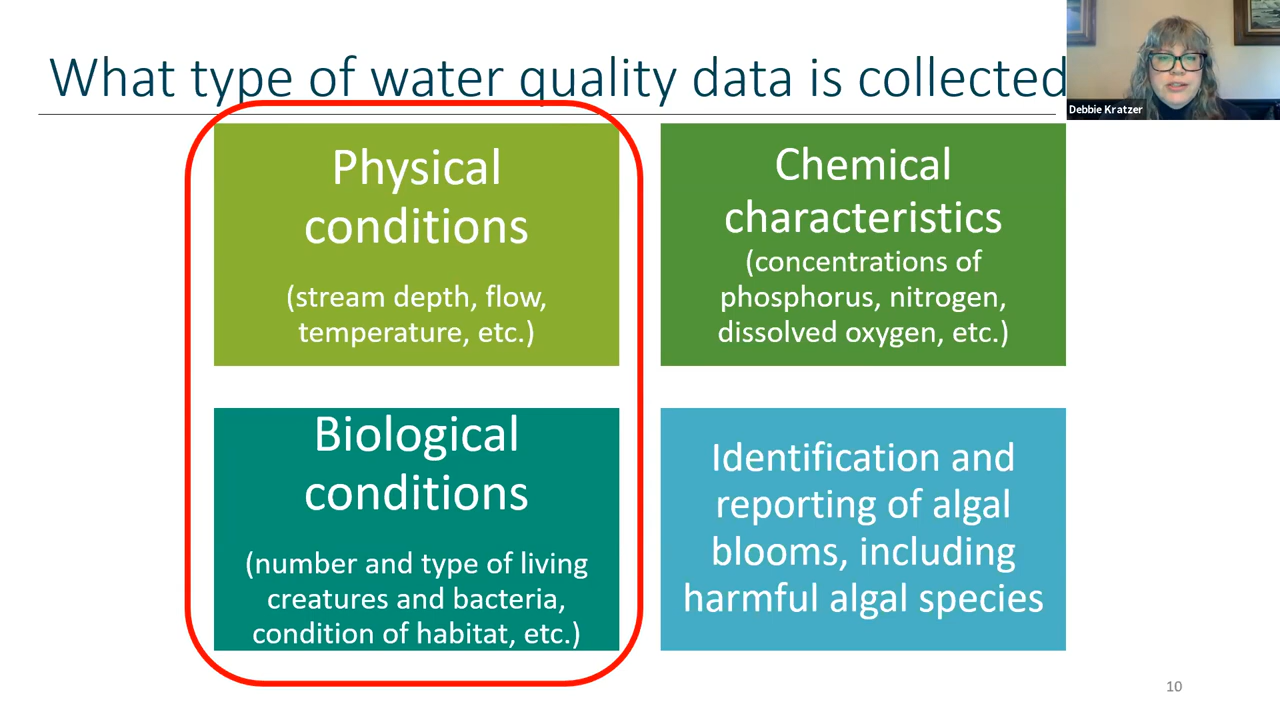 What type of water quality data is collected
Debbie Kratzer
Physical
conditions
(stream depth, flow,
temperature, etc.)
Chemical
characteristics
(concentrations of
phosphorus, nitrogen,
dissolved oxygen, etc.)
Biological
conditions
(number and type of living
creatures and bacteria,
condition of habitat, etc.)
Identification and
reporting of algal
blooms, including
harmful algal species
10